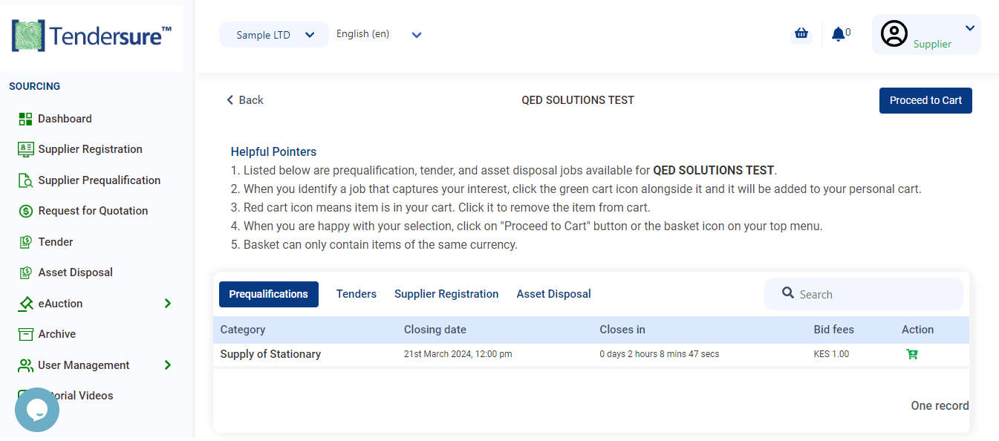 Tendersure™
Sample LTD
English (en)
0
Supplier
SOURCING
Dashboard
Supplier Registration
Supplier Prequalification
Request for Quotation
Tender
Asset Disposal
eAuction
Archive
User Management
torial Videos
Back
QED SOLUTIONS TEST
Proceed to Cart
Helpful Pointers
1. Listed below are prequalification, tender, and asset disposal jobs available for QED SOLUTIONS TEST.
2. When you identify a job that captures your interest, click the green cart icon alongside it and it will be added to your personal cart.
3. Red cart icon means item is in your cart. Click it to remove the item from cart.
4. When you are happy with your selection, click on "Proceed to Cart" button or the basket icon on your top menu.
5. Basket can only contain items of the same currency.
Prequalifications Tenders Supplier Registration Asset Disposal Search
Category Closing date Closes in Bid fees Action
Supply of Stationary 21st March 2024, 12:00 pm 0 days 2 hours 8 mins 47 secs KES 1.00
One record